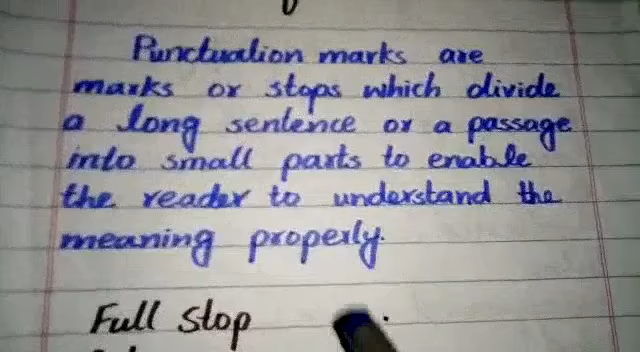 Punctuation marks are
marks or stops which divide
a long sentence or a passage
into small parts to enable
the reader to understand the
meaning properly.
Full stop .